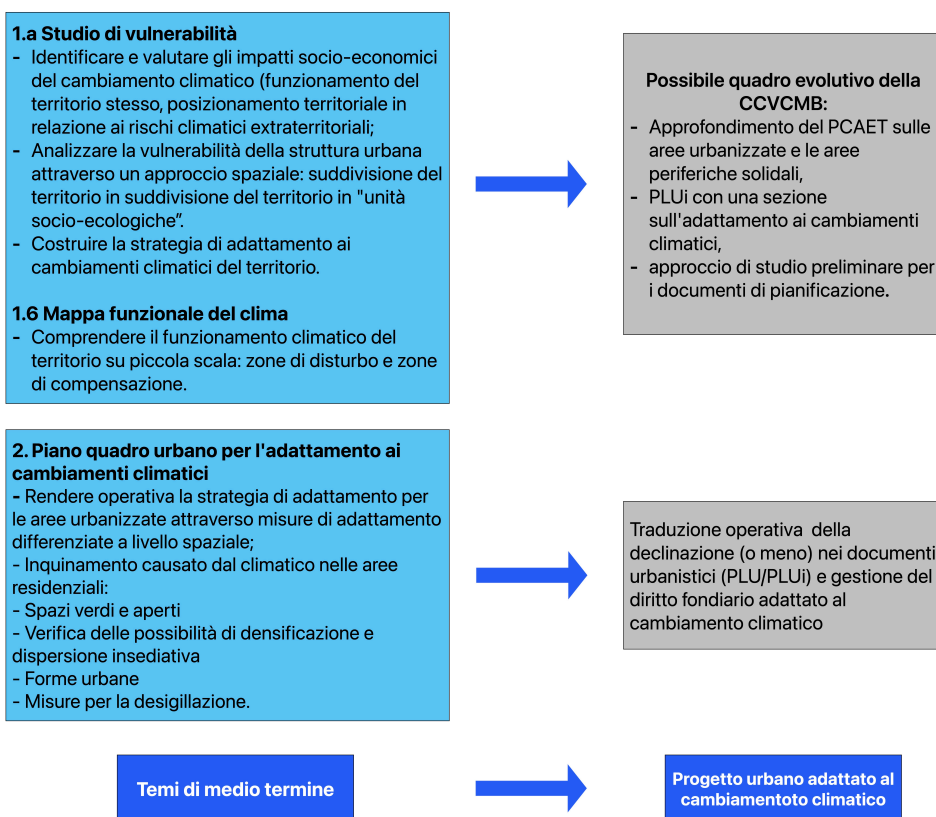 1.a Studio di vulnerabilità
- Identificare e valutare gli impatti socio-economici
del cambiamento climatico (funzionamento del
territorio stesso, posizionamento territoriale in
relazione ai rischi climatici extraterritoriali;
- Analizzare la vulnerabilità della struttura urbana
attraverso un approccio spaziale: suddivisione del
territorio in suddivisione del territorio in "unità
socio-ecologiche”.
- Costruire la strategia di adattamento ai
cambiamenti climatici del territorio.
1.6 Mappa funzionale del clima
- Comprendere il funzionamento climatico del
territorio su piccola scala: zone di disturbo e zone
di compensazione.
Possibile quadro evolutivo della
CCVCMB:
- Approfondimento del PCAET sulle
aree urbanizzate e le aree
periferiche solidali,
- PLUi con una sezione
sull'adattamento ai cambiamenti
climatici,
- approccio di studio preliminare per
i documenti di pianificazione.
2. Piano quadro urbano per l'adattamento ai
cambiamenti climatici
- Rendere operativa la strategia di adattamento per
le aree urbanizzate attraverso misure di adattamento
differenziate a livello spaziale;
- Inquinamento causato dal climatico nelle aree
residenziali:
- Spazi verdi e aperti
- Verifica delle possibilità di densificazione e
dispersione insediativa
- Forme urbane
- Misure per la desigillazione.
Traduzione operativa della
declinazione (o meno) nei documenti
urbanistici (PLU/PLUi) e gestione del
diritto fondiario adattato al
cambiamento climatico
Temi di medio termine
Progetto urbano adattato al
cambiamentoto climatico